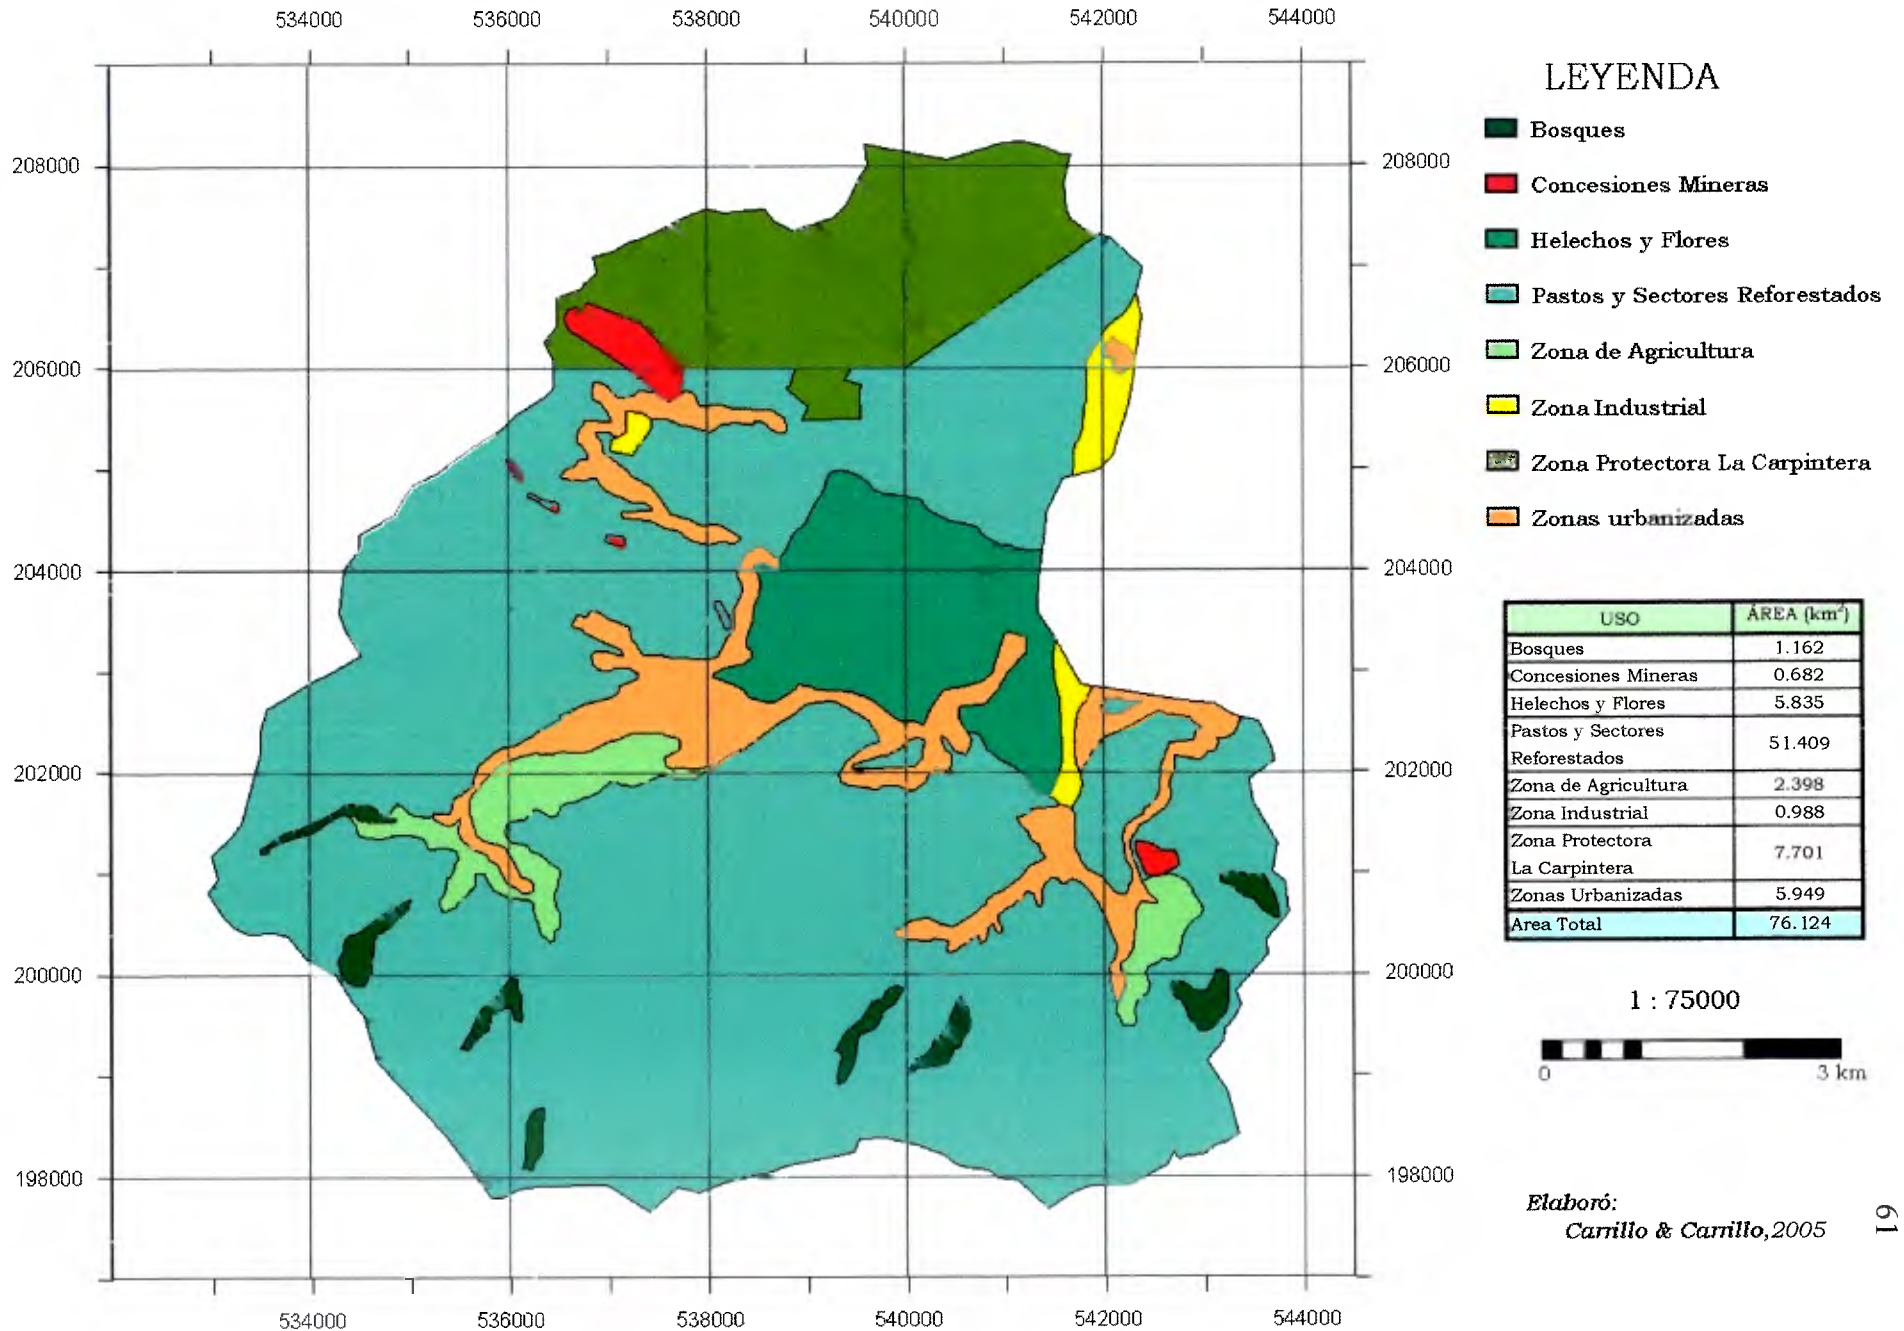 534000 536000 538000 540000 542000 544000
LEYENDA
Bosques
Concesiones Mineras
Helechos y Flores
Pastos y Sectores Reforestados
Zona de Agricultura
Zona Industrial
Zona Protectora La Carpintera
Zonas urbanizadas
208000 208000
206000 206000
204000 204000
202000 202000
200000 200000
198000 198000
USO ÁREA (km²)
Bosques 1.162
Concesiones Mineras 0.682
Helechos y Flores 5.835
Pastos y Sectores
Reforestados 51.409
Zona de Agricultura 2.398
Zona Industrial 0.988
Zona Protectora
La Carpintera 7.701
Zonas Urbanizadas 5.949
Area Total 76.124
1 : 75000
0 3 km
Elaboró:
Carrillo & Carrillo,2005
61
534000 536000 538000 540000 542000 544000